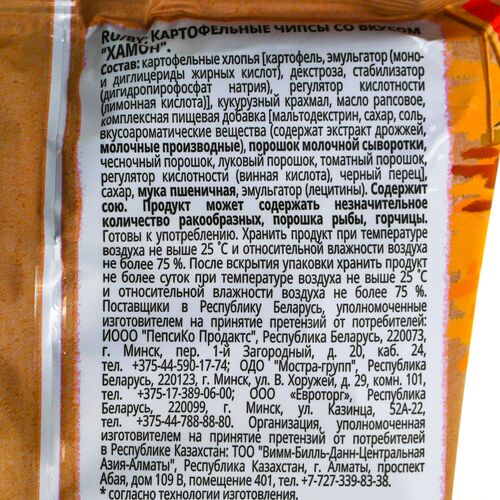 RU/BY: КАРТОФЕЛЬНЫЕ ЧИПСЫ СО ВКУСОМ
"ХАМОН".
Состав: картофельные хлопья [картофель, эмульгатор (моно-
и диглицериды жирных кислот), декстроза, стабилизатор
(дигидропирофосфат натрия), регулятор кислотности
(лимонная кислота)], кукурузный крахмал, масло рапсовое,
комплексная пищевая добавка [мальтодекстрин, сахар, соль,
вкусоароматические вещества (содержат экстракт дрожжей,
молочные производные), порошок молочной сыворотки,
чесночный порошок, луковый порошок, томатный порошок,
регулятор кислотности (винная кислота), черный перец],
сахар, мука пшеничная, эмульгатор (лецитины). Содержит
сою. Продукт может содержать незначительное
количество ракообразных, порошка рыбы, горчицы.
Готовы к употреблению. Хранить продукт при температуре
воздуха не выше 25 ˚С и относительной влажности воздуха
не более 75 %. После вскрытия упаковки хранить продукт
не более суток при температуре воздуха не выше 25 ˚С
и относительной влажности воздуха не более 75 %.
Поставщики в Республику Беларусь, уполномоченные
изготовителем на принятие претензий от потребителей:
ИООО "ПепсиКо Продактс", Республика Беларусь, 220073,
г. Минск, пер. 1-й Загородный, д. 20, каб. 24,
тел. +375-44-590-17-74; ОДО "Мостра-групп", Республика
Беларусь, 220123, г. Минск, ул. В. Хоружей, д. 29, комн. 101,
тел. +375-17-389-06-00; ООО «Евроторг», Республика
Беларусь, 220099, г. Минск, ул. Казинца, 52А-22,
тел. +375-44-788-88-80. Организация, уполномоченная
изготовителем на принятие претензий от потребителей
в Республике Казахстан: ТОО "Вимм-Билль-Данн-Центральная
Азия-Алматы", Республика Казахстан, г. Алматы, проспект
Абая, дом 109 В, помещение 401, тел. +7-727-339-83-38.
* согласно технологии изготовления.